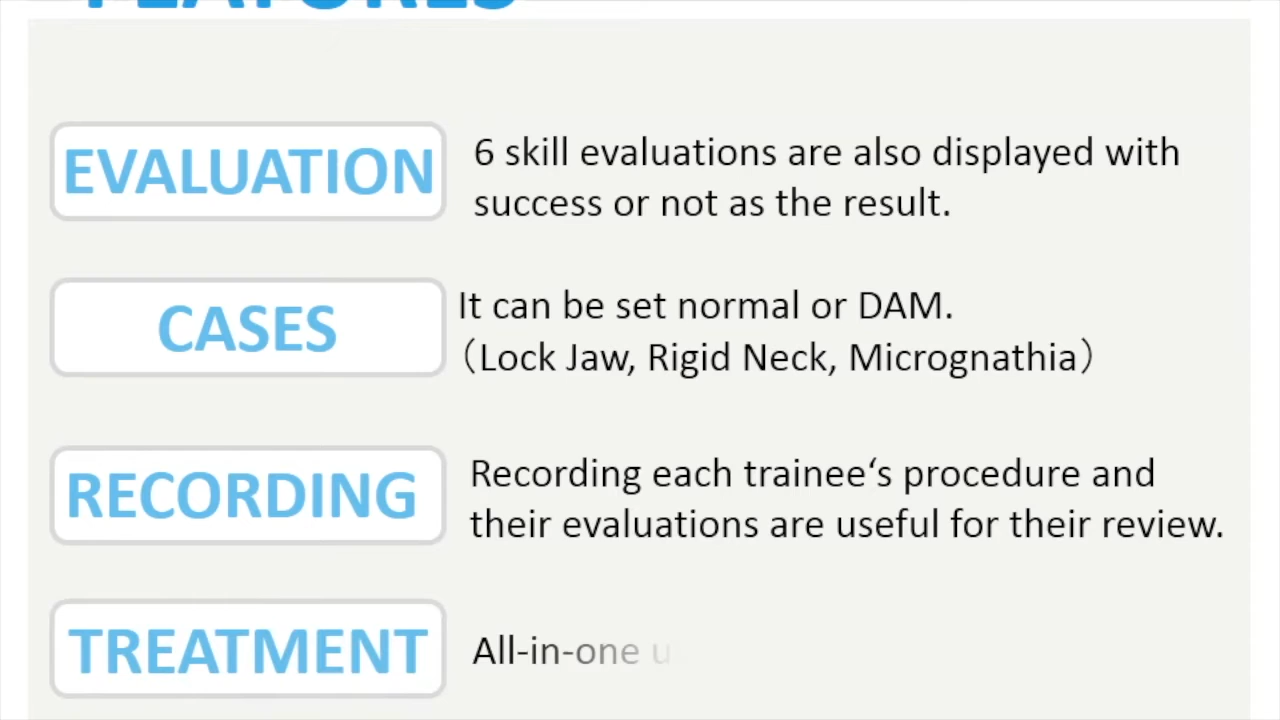 FEATURES
EVALUATION
6 skill evaluations are also displayed with
success or not as the result.
CASES
It can be set normal or DAM.
（Lock Jaw, Rigid Neck, Micrognathia）
RECORDING
Recording each trainee‘s procedure and
their evaluations are useful for their review.
TREATMENT
All-in-one u